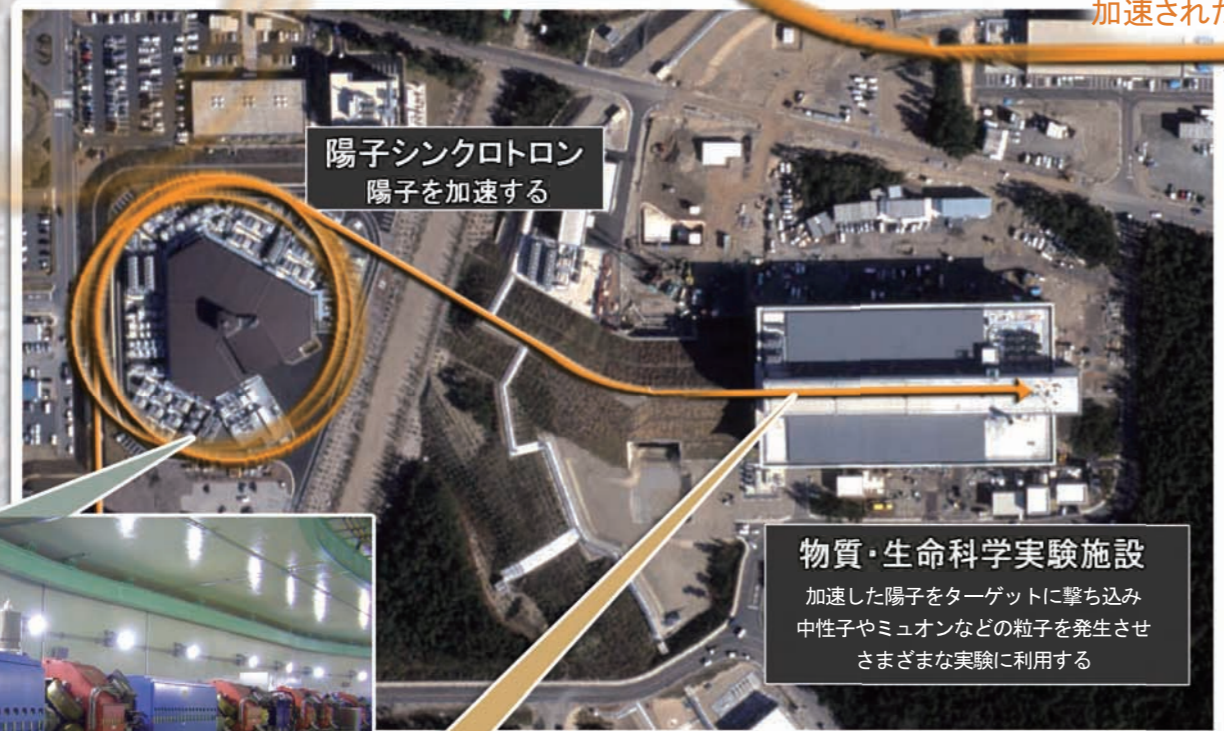 加速された
陽子シンクロトロン
陽子を加速する
物質・生命科学実験施設
加速した陽子をターゲットに撃ち込み
中性子やミュオンなどの粒子を発生させ
さまざまな実験に利用する